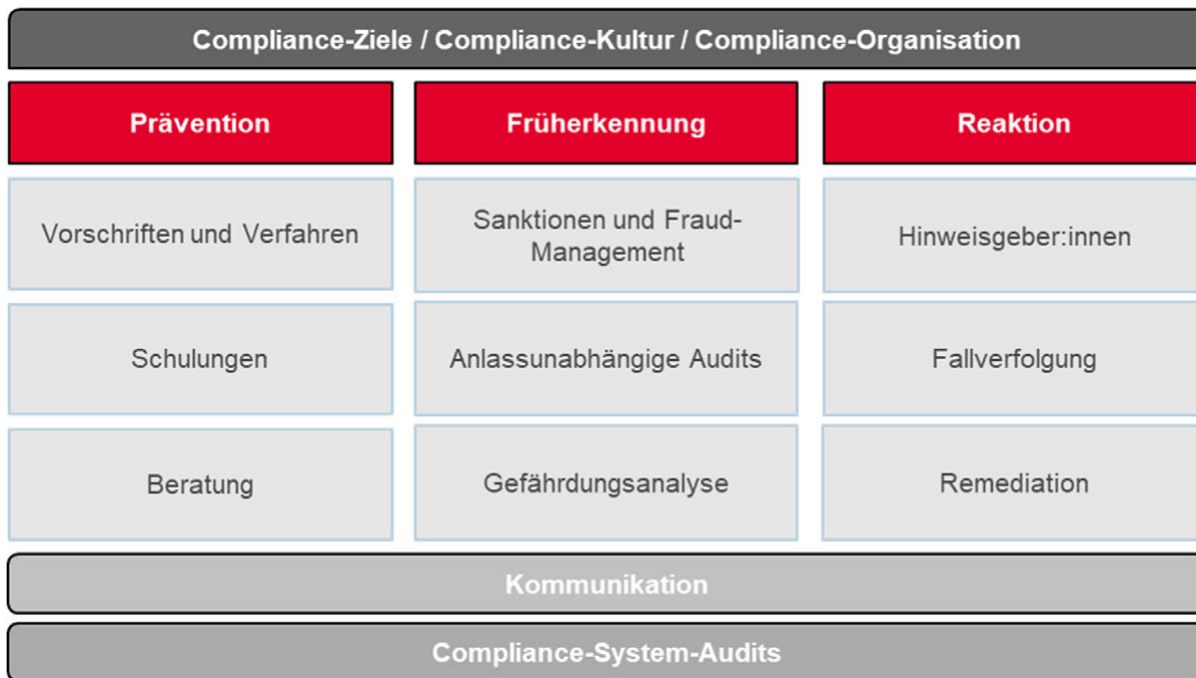 Compliance-Ziele / Compliance-Kultur / Compliance-Organisation
Prävention
Früherkennung
Reaktion
Vorschriften und Verfahren
Sanktionen und Fraud-
Management
Hinweisgeber:innen
Schulungen
Anlassunabhängige Audits
Fallverfolgung
Beratung
Gefährdungsanalyse
Remediation
Kommunikation
Compliance-System-Audits